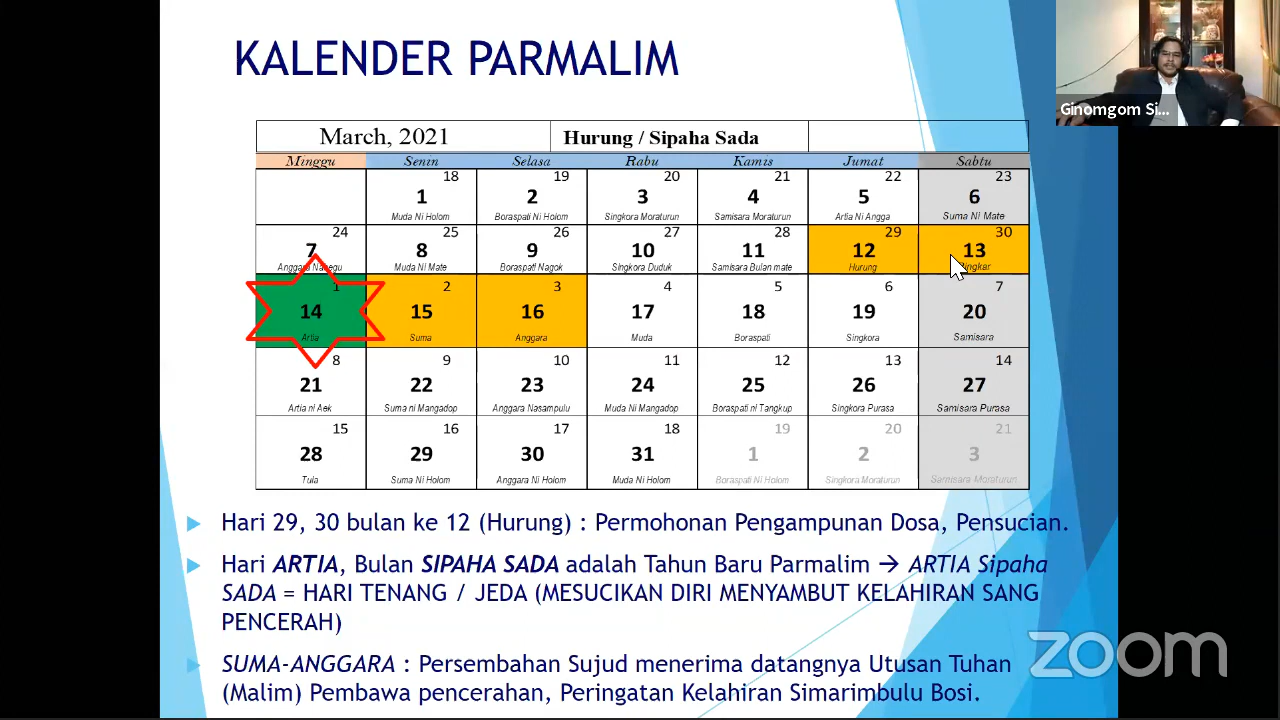 KALENDER PARMALIM
Ginomgom Si...
March, 2021 Hurung / Sipaha Sada
Minggu Senin Selasa Rabu Kamis Jumat Sabtu
18 19 20 21 22 23
1 2 3 4 5 6
Muda Ni Holom Boraspati Ni Holom Singkora Moraturun Samisara Moraturun Artia Ni Angga Suma Ni Mate
24 25 26 27 28 29 30
7 8 9 10 11 12 13
Muda Ni Mate Boraspati Nagok Singkora Duduk Samisara Bulan mate Hurung
1 2 3 4 5 6 7
14 15 16 17 18 19 20
Artia Suma Anggara Muda Boraspati Singkora Samisara
8 9 10 11 12 13 14
21 22 23 24 25 26 27
Artia ni Aek Suma ni Mangadop Anggara Nasampulu Muda Ni Mangadop Boraspati ni Tangkup Singkora Purasa Samisara Purasa
15 16 17 18 19 20 21
28 29 30 31 1 2 3
Tula Suma Ni Holom Anggara Ni Holom Muda Ni Holom Boraspati Ni Holom Singkora Moraturun Samisara Moraturun
Hari 29, 30 bulan ke 12 (Hurung) : Permohonan Pengampunan Dosa, Pensucian.
Hari ARTIA, Bulan SIPAHA SADA adalah Tahun Baru Parmalim → ARTIA Sipaha
SADA = HARI TENANG / JEDA (MESUCIKAN DIRI MENYAMBUT KELAHIRAN SANG
PENCERAH)
SUMA-ANGGARA : Persembahan Sujud menerima datangnya Utusan Tuhan
(Malim) Pembawa pencerahan, Peringatan Kelahiran Simarimbulu Bosi.
zoom